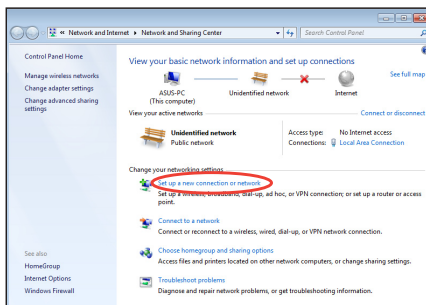 « Network and Internet ▸ Network and Sharing Center
Search Control Panel
Control Panel Home
Manage wireless networks
Change adapter settings
Change advanced sharing
settings
View your basic network information and set up connections
See full map
ASUS-PC
(This computer)
Unidentified network
Internet
View your active networks
Connect or disconnect
Unidentified network
Public network
Access type: No Internet access
Connections: Local Area Connection
Change your networking settings
Set up a new connection or network
Set up a wireless, broadband, dial-up, ad hoc, or VPN connection; or set up a router or access
point.
Connect to a network
Connect or reconnect to a wireless, wired, dial-up, or VPN network connection.
Choose homegroup and sharing options
Access files and printers located on other network computers, or change sharing settings.
Troubleshoot problems
Diagnose and repair network problems, or get troubleshooting information.
See also
HomeGroup
Internet Options
Windows Firewall